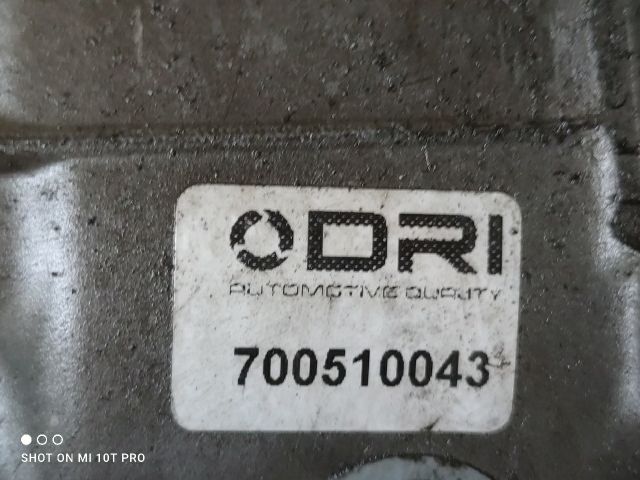 DRI
AUTOMOTIVE QUALITY
700510043
SHOT ON MI 10T PRO